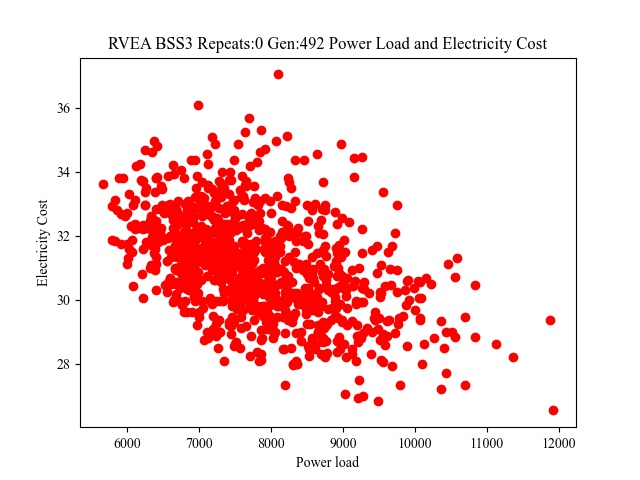 RVEA BSS3 Repeats:0 Gen:492 Power Load and Electricity Cost
Electricity Cost
36
34
32
30
28
6000 7000 8000 9000 10000 11000 12000
Power load